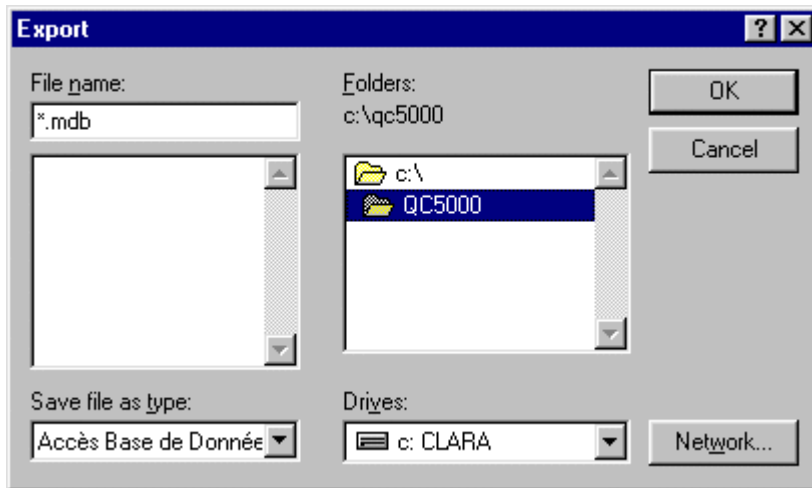 Export
File name:
*.mdb
Folders:
c:\qc5000
c:\
QC5000
OK
Cancel
Save file as type:
Accès Base de Donnée
Drives:
c: CLARA
Network...